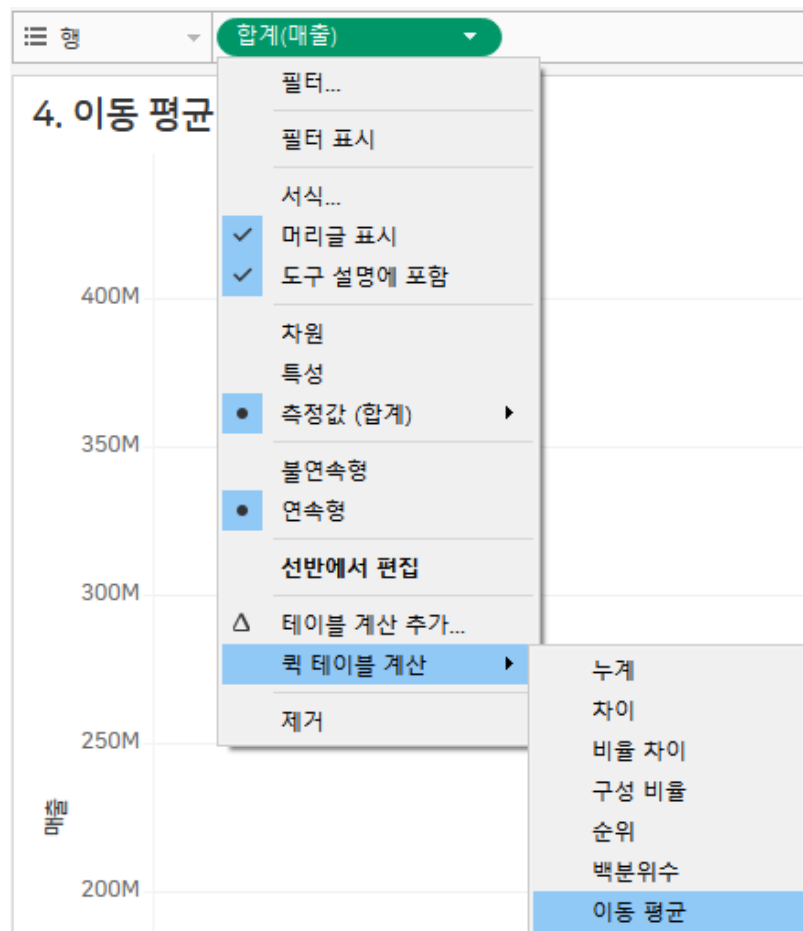 행
합계(매출)
4. 이동 평균
필터...
필터 표시
서식...
머리글 표시
도구 설명에 포함
차원
특성
측정값 (합계)
불연속형
연속형
선반에서 편집
테이블 계산 추가...
퀵 테이블 계산
제거
누계
차이
비율 차이
구성 비율
순위
백분위수
이동 평균
400M
350M
300M
250M
200M
매출